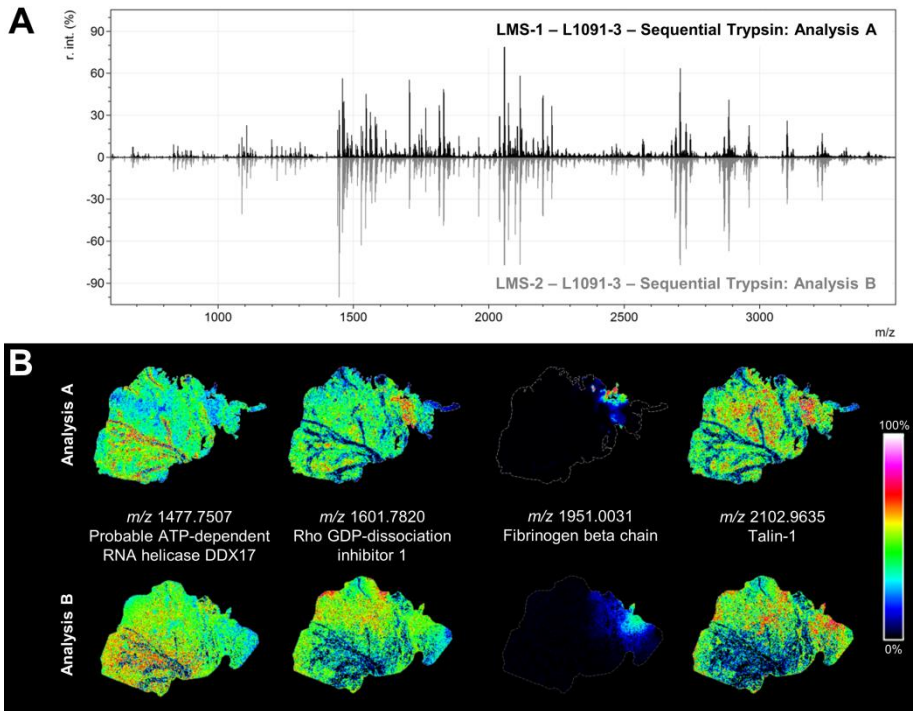 A
r. int. (%)
90
60
30
0
-30
-60
-90
LMS-1 – L1091-3 – Sequential Trypsin: Analysis A
LMS-2 – L1091-3 – Sequential Trypsin: Analysis B
1000 1500 2000 2500 3000
m/z
B
Analysis A
100%
m/z 1477.7507
Probable ATP-dependent
RNA helicase DDX17
m/z 1601.7820
Rho GDP-dissociation
inhibitor 1
m/z 1951.0031
Fibrinogen beta chain
m/z 2102.9635
Talin-1
Analysis B
0%